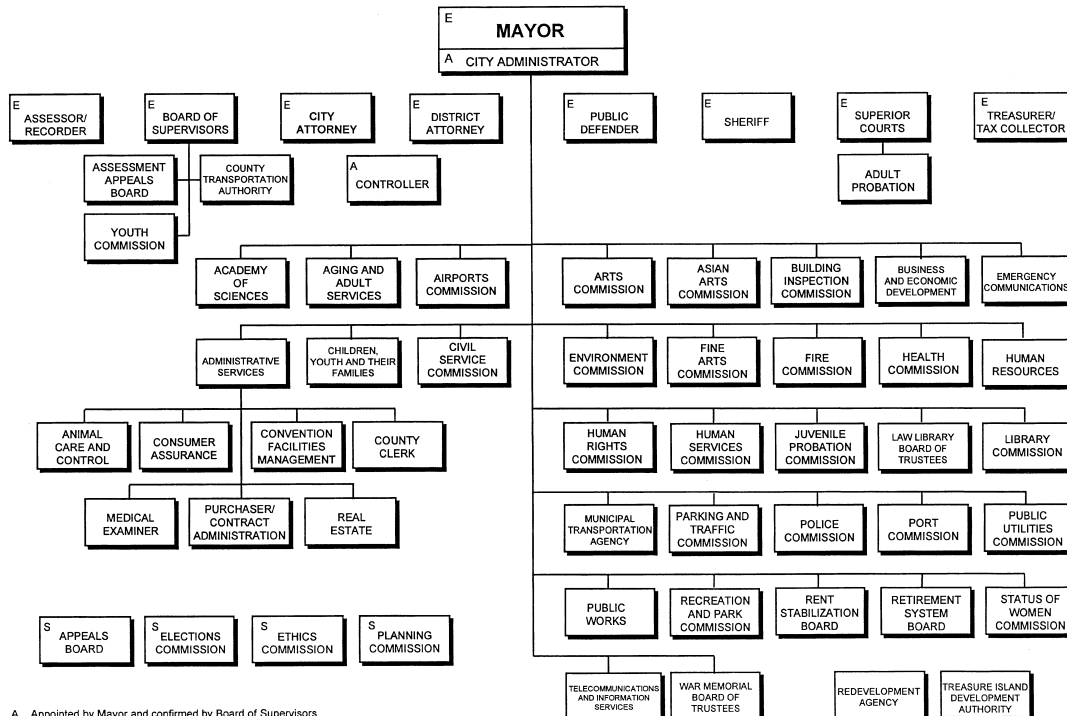 E
MAYOR
A CITY ADMINISTRATOR
E
ASSESSOR/
RECORDER
E
BOARD OF
SUPERVISORS
E
CITY
ATTORNEY
E
DISTRICT
ATTORNEY
E
PUBLIC
DEFENDER
E
SHERIFF
E
SUPERIOR
COURTS
E
TREASURER/
TAX COLLECTOR
ASSESSMENT
APPEALS
BOARD
COUNTY
TRANSPORTATION
AUTHORITY
A
CONTROLLER
ADULT
PROBATION
YOUTH
COMMISSION
ACADEMY
OF
SCIENCES
AGING AND
ADULT
SERVICES
AIRPORTS
COMMISSION
ARTS
COMMISSION
ASIAN
ARTS
COMMISSION
BUILDING
INSPECTION
COMMISSION
BUSINESS
AND ECONOMIC
DEVELOPMENT
EMERGENCY
COMMUNICATIONS
ADMINISTRATIVE
SERVICES
CHILDREN,
YOUTH AND THEIR
FAMILIES
CIVIL
SERVICE
COMMISSION
ENVIRONMENT
COMMISSION
FINE
ARTS
COMMISSION
FIRE
COMMISSION
HEALTH
COMMISSION
HUMAN
RESOURCES
ANIMAL
CARE AND
CONTROL
CONSUMER
ASSURANCE
CONVENTION
FACILITIES
MANAGEMENT
COUNTY
CLERK
HUMAN
RIGHTS
COMMISSION
HUMAN
SERVICES
COMMISSION
JUVENILE
PROBATION
COMMISSION
LAW LIBRARY
BOARD OF
TRUSTEES
LIBRARY
COMMISSION
MEDICAL
EXAMINER
PURCHASER/
CONTRACT
ADMINISTRATION
REAL
ESTATE
MUNICIPAL
TRANSPORTATION
AGENCY
PARKING AND
TRAFFIC
COMMISSION
POLICE
COMMISSION
PORT
COMMISSION
PUBLIC
UTILITIES
COMMISSION
PUBLIC
WORKS
RECREATION
AND PARK
COMMISSION
RENT
STABILIZATION
BOARD
RETIREMENT
SYSTEM
BOARD
STATUS OF
WOMEN
COMMISSION
S
APPEALS
BOARD
S
ELECTIONS
COMMISSION
S
ETHICS
COMMISSION
S
PLANNING
COMMISSION
TELECOMMUNICATIONS
AND INFORMATION
SERVICES
WAR MEMORIAL
BOARD OF
TRUSTEES
REDEVELOPMENT
AGENCY
TREASURE ISLAND
DEVELOPMENT
AUTHORITY
A Appointed by Mayor and confirmed by Board of Supervisors